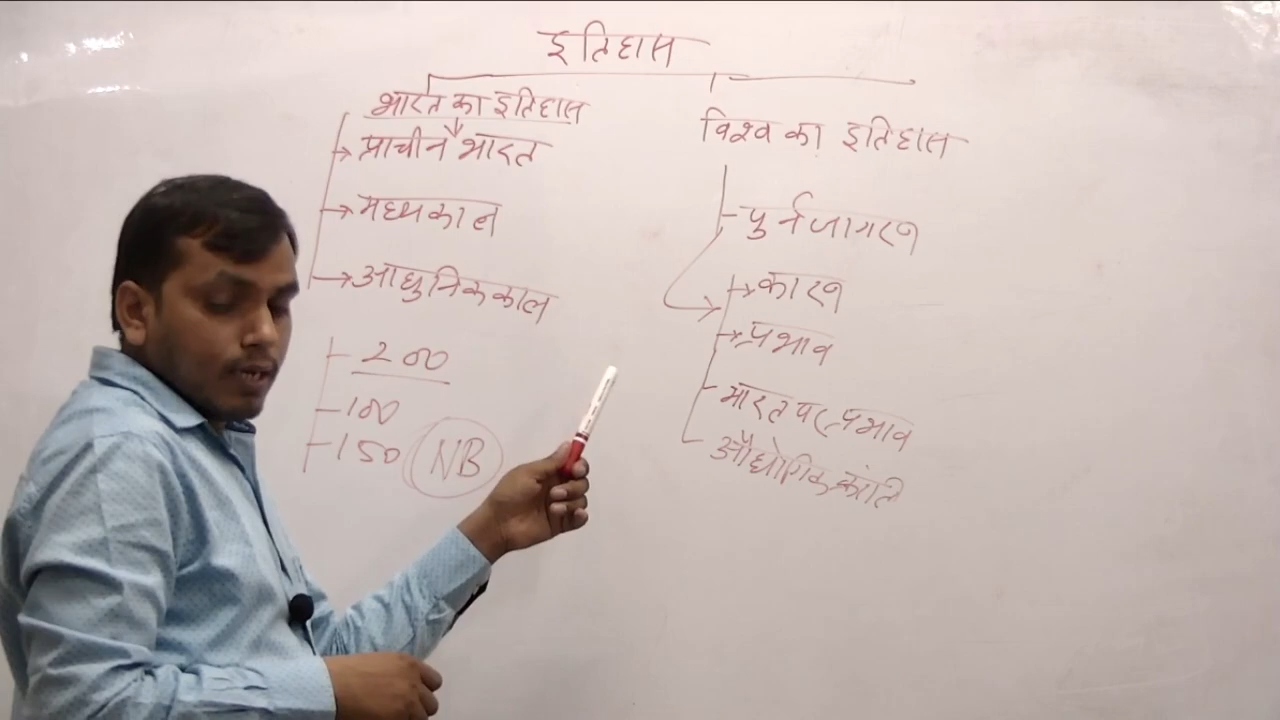 इतिहास
भारत का इतिहास
प्राचीन भारत
मध्यकाल
आधुनिक काल
200
100
150 NB
विश्व का इतिहास
पुर्नजागरण
कारण
प्रभाव
भारत पर प्रभाव
औद्योगिक क्रांति